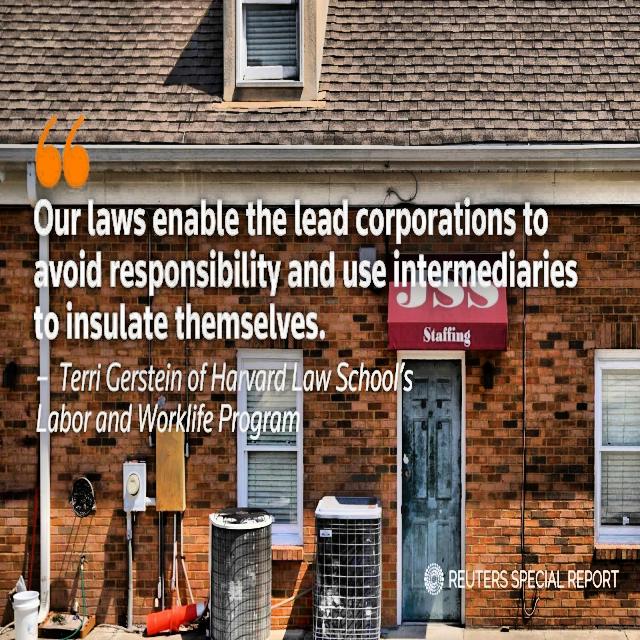 “
Our laws enable the lead corporations to
avoid responsibility and use intermediaries
to insulate themselves.
– Terri Gerstein of Harvard Law School's
Labor and Worklife Program
JSS
Staffing
REUTERS SPECIAL REPORT